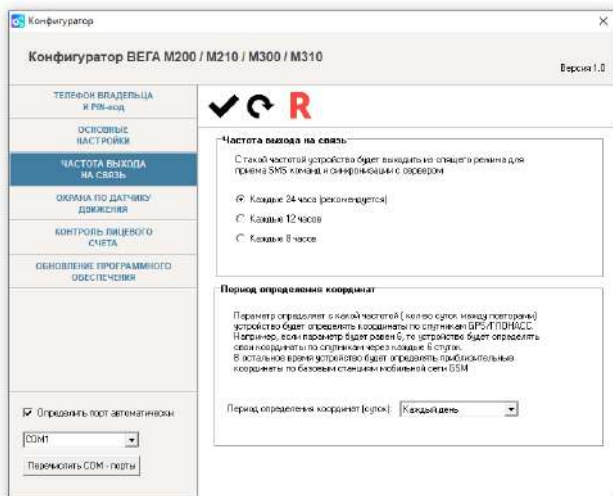 Конфигуратор
Конфигуратор ВЕГА М200 / М210 / М300 / М310
Версия 1.0
ТЕЛЕФОН ВЛАДЕЛЬЦА
И PIN-код
ОСНОВНЫЕ
НАСТРОЙКИ
ЧАСТОТА ВЫХОДА
НА СВЯЗЬ
ОХРАНА ПО ДАТЧИКУ
ДВИЖЕНИЯ
КОНТРОЛЬ ЛИЦЕВОГО
СЧЕТА
ОБНОВЛЕНИЕ ПРОГРАММНОГО
ОБЕСПЕЧЕНИЯ
Определять порт автоматически
COM1
Перечислить COM - порты
R
Частота выхода на связь
С такой частотой устройство будет выходить из спящего режима для
приема SMS команд и синхронизации с сервером
Каждые 24 часа (рекомендуется)
Каждые 12 часов
Каждые 8 часов
Период определения координат
Параметр определяет с какой частотой ( кол-во суток между повторами)
устройство будет определять координаты по спутникам GPS/ГЛОНАСС.
Например, если параметр будет равен 6, то устройство будет определять
свои координаты по спутникам через каждые 6 суток.
В остальное время устройство будет определять приблизительные
координаты по базовым станциям мобильной сети GSM
Период определения координат (суток):
Каждый день